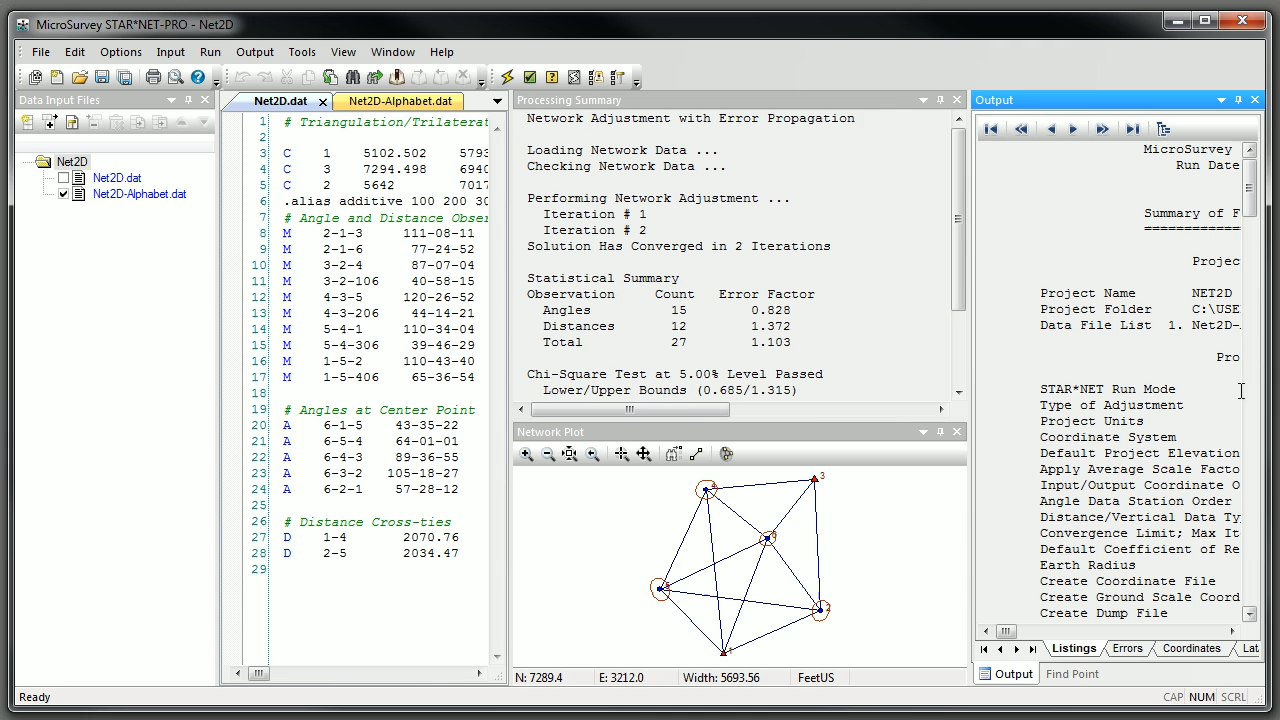 MicroSurvey STAR*NET-PRO - Net2D
File Edit Options Input Run Output Tools View Window Help
Data Input Files
Net2D
Net2D.dat
Net2D-Alphabet.dat
Net2D.dat Net2D-Alphabet.dat
1 # Triangulation/Trilaterat
2
3 C 1 5102.502 5793
4 C 3 7294.498 6940
5 C 2 5642 7017
6 .alias additive 100 200 30
7 # Angle and Distance Obser
8 M 2-1-3 111-08-11
9 M 2-1-6 77-24-52
10 M 3-2-4 87-07-04
11 M 3-2-106 40-58-15
12 M 4-3-5 120-26-52
13 M 4-3-206 44-14-21
14 M 5-4-1 110-34-04
15 M 5-4-306 39-46-29
16 M 1-5-2 110-43-40
17 M 1-5-406 65-36-54
18
19 # Angles at Center Point
20 A 6-1-5 43-35-22
21 A 6-5-4 64-01-01
22 A 6-4-3 89-36-55
23 A 6-3-2 105-18-27
24 A 6-2-1 57-28-12
25
26 # Distance Cross-ties
27 D 1-4 2070.76
28 D 2-5 2034.47
29
Processing Summary
Network Adjustment with Error Propagation
Loading Network Data ...
Checking Network Data ...
Performing Network Adjustment ...
Iteration # 1
Iteration # 2
Solution Has Converged in 2 Iterations
Statistical Summary
Observation Count Error Factor
Angles 15 0.828
Distances 12 1.372
Total 27 1.103
Chi-Square Test at 5.00% Level Passed
Lower/Upper Bounds (0.685/1.315)
Network Plot
3
4
6
5
2
1
N: 7289.4 E: 3212.0 Width: 5693.56 FeetUS
Output
MicroSurvey
Run Date
Summary of F
============
Projec
Project Name NET2D
Project Folder C:\USE
Data File List 1. Net2D-
Pro
STAR*NET Run Mode
Type of Adjustment
Project Units
Coordinate System
Default Project Elevation
Apply Average Scale Facto
Input/Output Coordinate O
Angle Data Station Order
Distance/Vertical Data Ty
Convergence Limit; Max It
Default Coefficient of Re
Earth Radius
Create Coordinate File
Create Ground Scale Coord
Create Dump File
Listings Errors Coordinates Lat
Output Find Point
Ready
CAP NUM SCRL